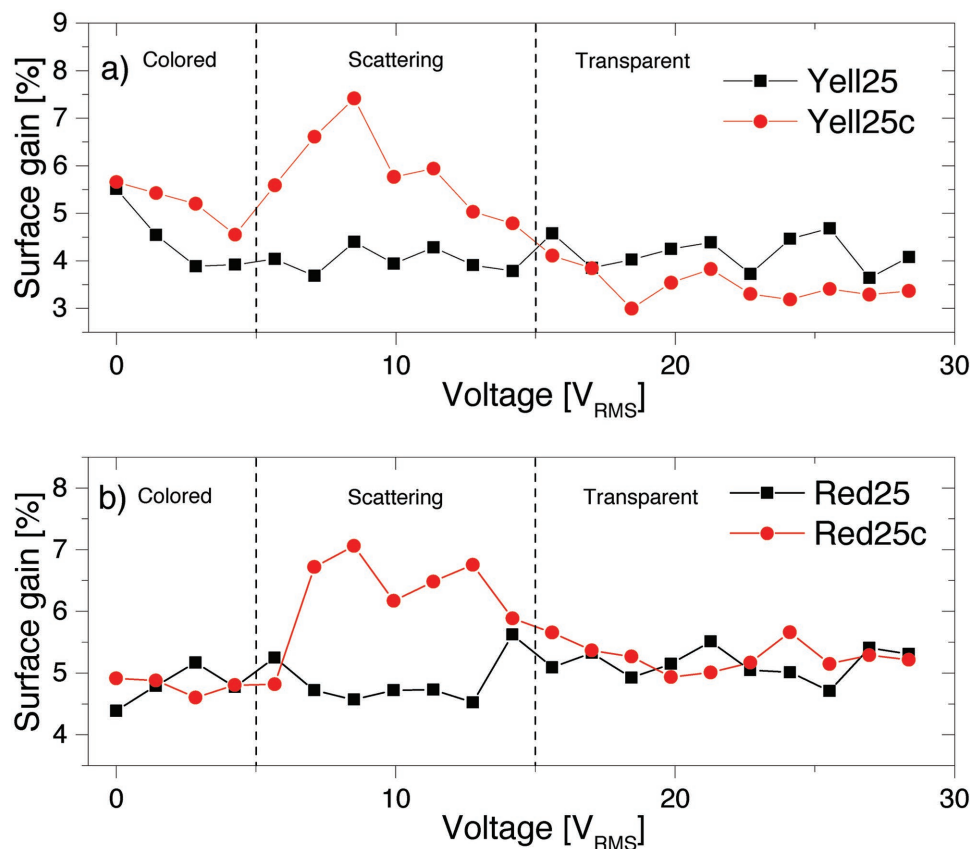 a)
Colored Scattering Transparent
Yell25
Yell25c
Surface gain [%]
9
8
7
6
5
4
3
0 10 20 30
Voltage [V_RMS]
b)
Colored Scattering Transparent
Red25
Red25c
Surface gain [%]
8
7
6
5
4
0 10 20 30
Voltage [V_RMS]